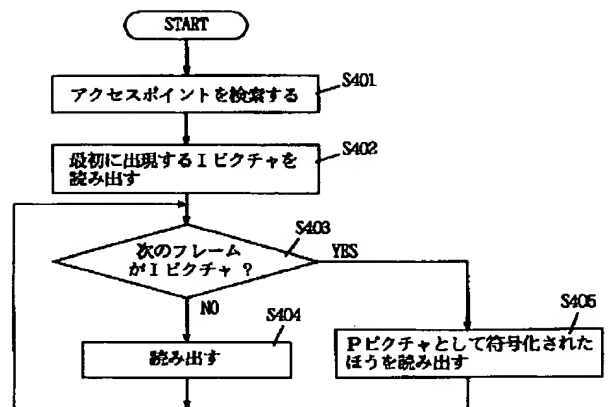 START
S401
アクセスポイントを検索する
S402
最初に出現するIピクチャを
読み出す
S403
次のフレーム
がIピクチャ ?
YES
NO
S404
読み出す
S405
Pピクチャとして符号化された
ほうを読み出す